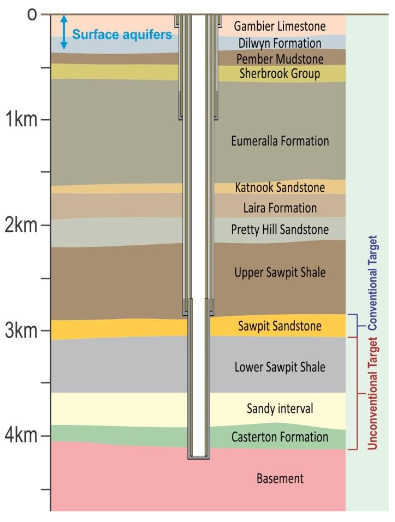 0
Gambier Limestone
Surface aquifers
Dilwyn Formation
Pember Mudstone
Sherbrook Group
1km
Eumeralla Formation
Katnook Sandstone
Laira Formation
2km
Pretty Hill Sandstone
Upper Sawpit Shale
Conventional Target
3km
Sawpit Sandstone
Lower Sawpit Shale
Unconventional Target
Sandy interval
4km
Casterton Formation
Basement